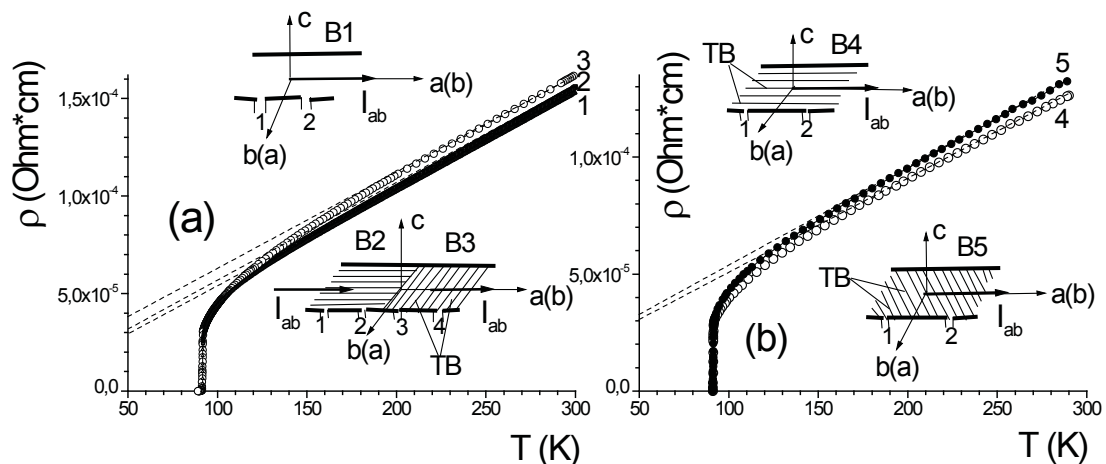 ρ (Ohm*cm)
1,5x10⁻⁴
1,0x10⁻⁴
5,0x10⁻⁵
0,0
50 100 150 200 250 300
T (K)
(a)
c
B1
a(b)
I_ab
1 2
b(a)
3
2
1
B2 c B3
I_ab
a(b)
1 2 3 4
I_ab
b(a)
TB
ρ (Ohm*cm)
1,0x10⁻⁴
5,0x10⁻⁵
0,0
50 100 150 200 250 300
T (K)
(b)
c
TB
B4
a(b)
I_ab
1 2
b(a)
5
4
c
B5
TB
a(b)
I_ab
1 2
b(a)